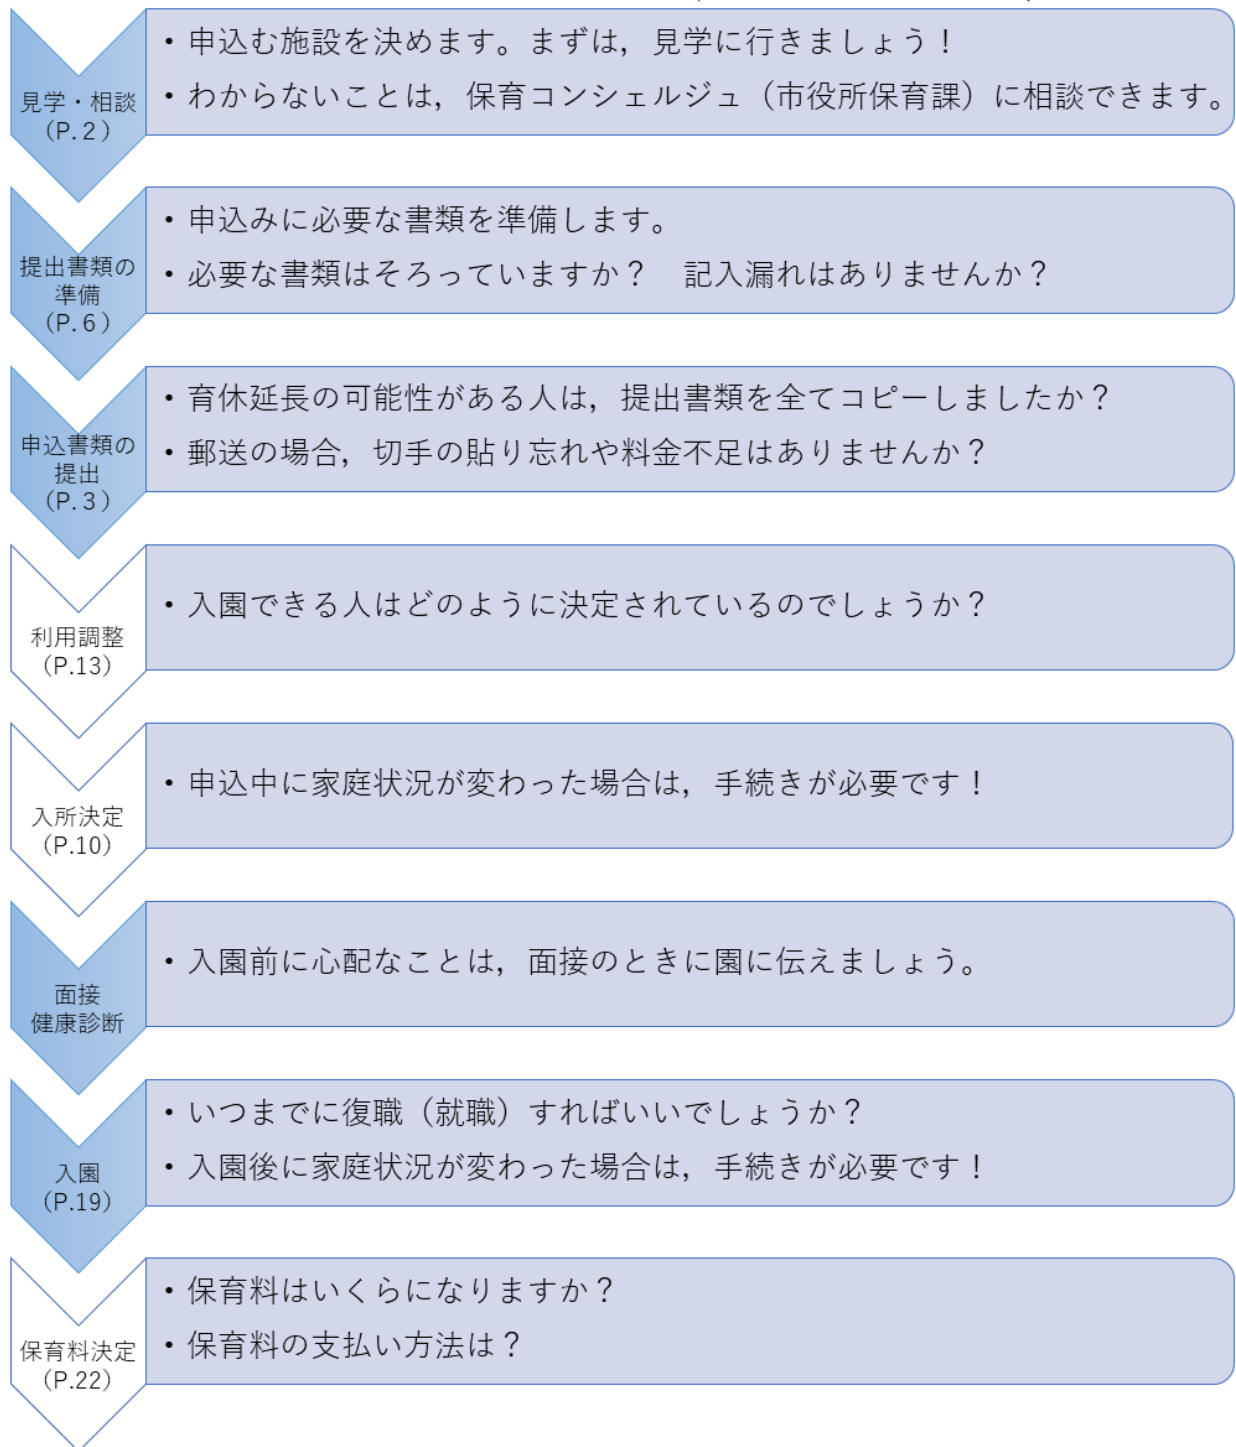 見学・相談
（P.２）
・申込む施設を決めます。まずは，見学に行きましょう！
・わからないことは，保育コンシェルジュ（市役所保育課）に相談できます。
提出書類の
準備
（P.６）
・申込みに必要な書類を準備します。
・必要な書類はそろっていますか？　記入漏れはありませんか？
申込書類の
提出
（P.３）
・育休延長の可能性がある人は，提出書類を全てコピーしましたか？
・郵送の場合，切手の貼り忘れや料金不足はありませんか？
利用調整
（P.13）
・入園できる人はどのように決定されているのでしょうか？
入所決定
（P.10）
・申込中に家庭状況が変わった場合は，手続きが必要です！
面接
健康診断
・入園前に心配なことは，面接のときに園に伝えましょう。
入園
（P.19）
・いつまでに復職（就職）すればいいでしょうか？
・入園後に家庭状況が変わった場合は，手続きが必要です！
保育料決定
（P.22）
・保育料はいくらになりますか？
・保育料の支払い方法は？